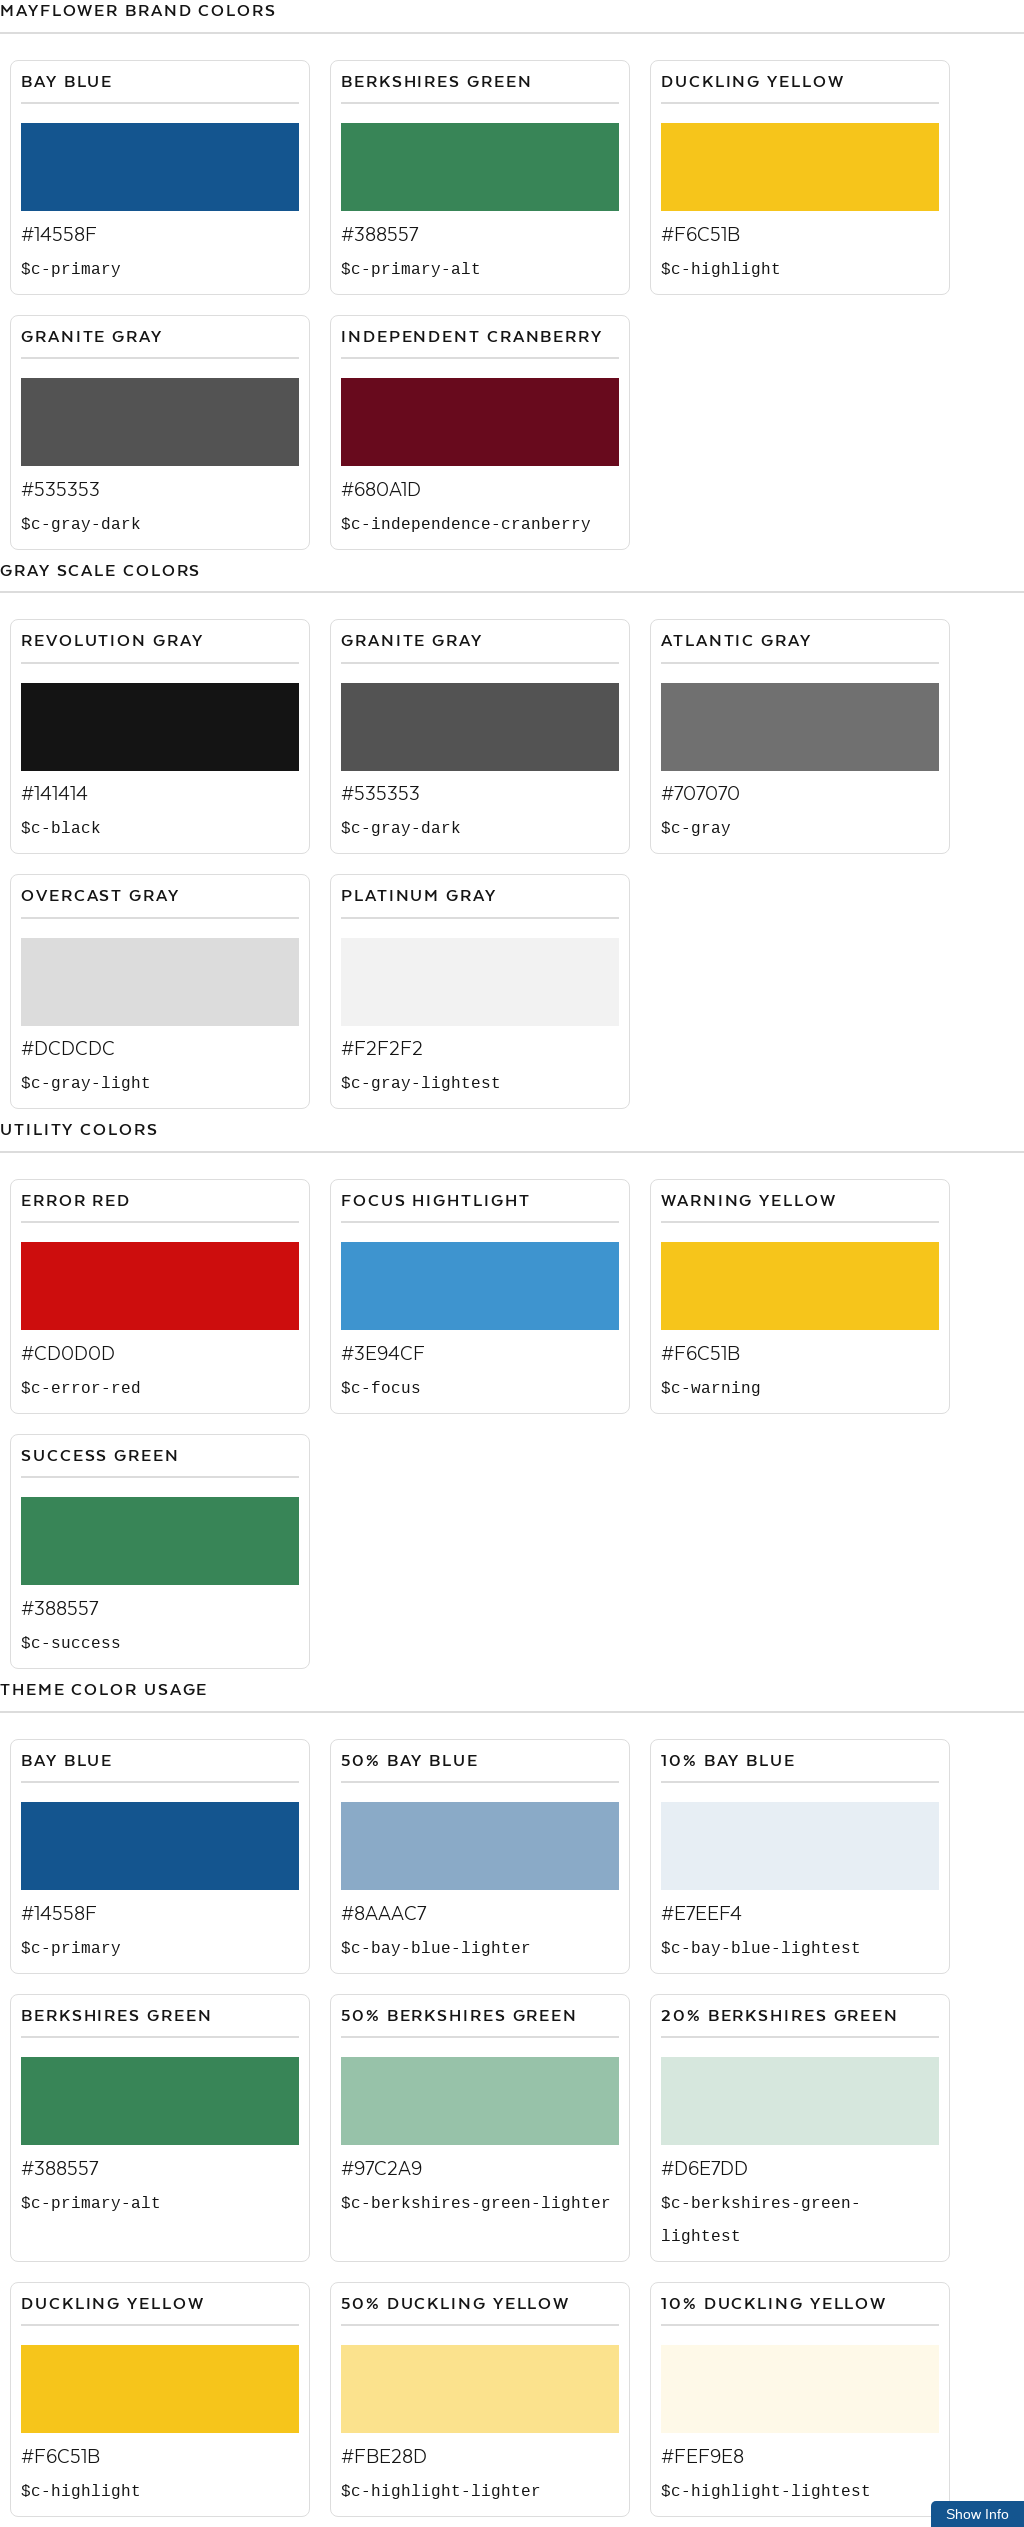 MAYFLOWER BRAND COLORS
BAY BLUE
#14558F
$c-primary
BERKSHIRES GREEN
#388557
$c-primary-alt
DUCKLING YELLOW
#F6C51B
$c-highlight
GRANITE GRAY
#535353
$c-gray-dark
INDEPENDENT CRANBERRY
#680A1D
$c-independence-cranberry
GRAY SCALE COLORS
REVOLUTION GRAY
#141414
$c-black
GRANITE GRAY
#535353
$c-gray-dark
ATLANTIC GRAY
#707070
$c-gray
OVERCAST GRAY
#DCDCDC
$c-gray-light
PLATINUM GRAY
#F2F2F2
$c-gray-lightest
UTILITY COLORS
ERROR RED
#CD0D0D
$c-error-red
FOCUS HIGHTLIGHT
#3E94CF
$c-focus
WARNING YELLOW
#F6C51B
$c-warning
SUCCESS GREEN
#388557
$c-success
THEME COLOR USAGE
BAY BLUE
#14558F
$c-primary
50% BAY BLUE
#8AAAC7
$c-bay-blue-lighter
10% BAY BLUE
#E7EEF4
$c-bay-blue-lightest
BERKSHIRES GREEN
#388557
$c-primary-alt
50% BERKSHIRES GREEN
#97C2A9
$c-berkshires-green-lighter
20% BERKSHIRES GREEN
#D6E7DD
$c-berkshires-green-
lightest
DUCKLING YELLOW
#F6C51B
$c-highlight
50% DUCKLING YELLOW
#FBE28D
$c-highlight-lighter
10% DUCKLING YELLOW
#FEF9E8
$c-highlight-lightest
Show Info